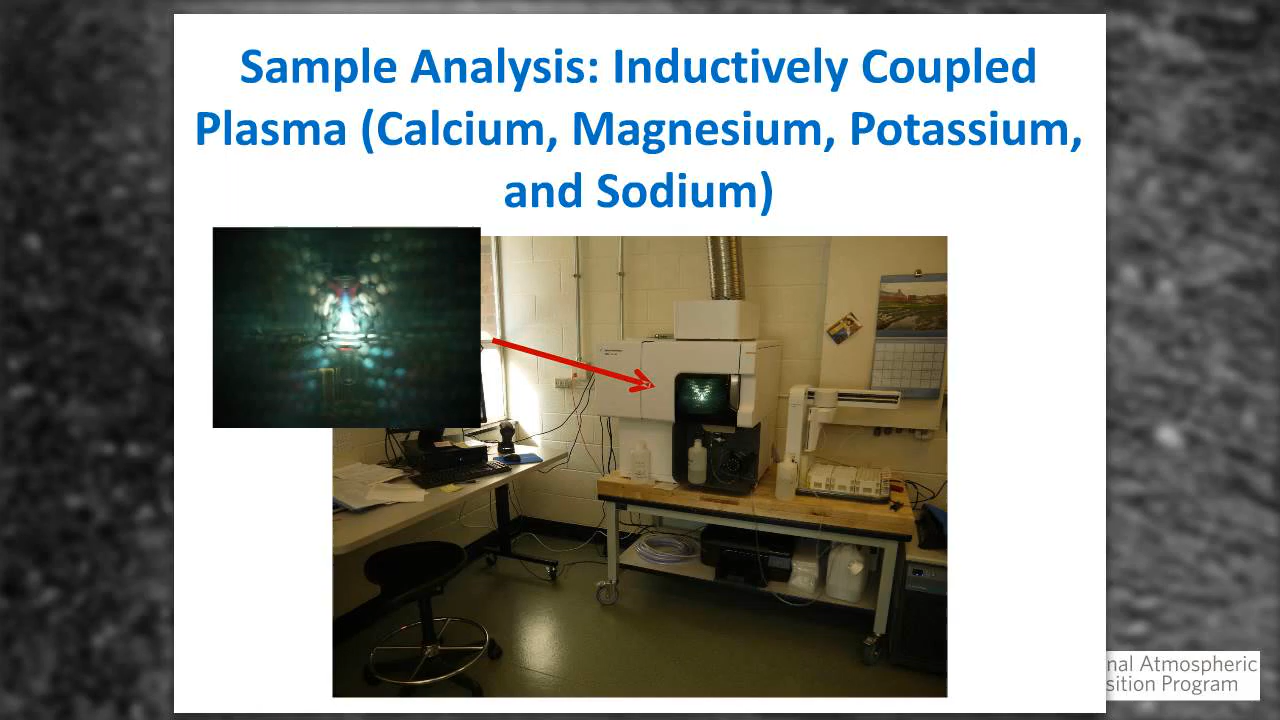 Sample Analysis: Inductively Coupled
Plasma (Calcium, Magnesium, Potassium,
and Sodium)
nal Atmospheric
sition Program